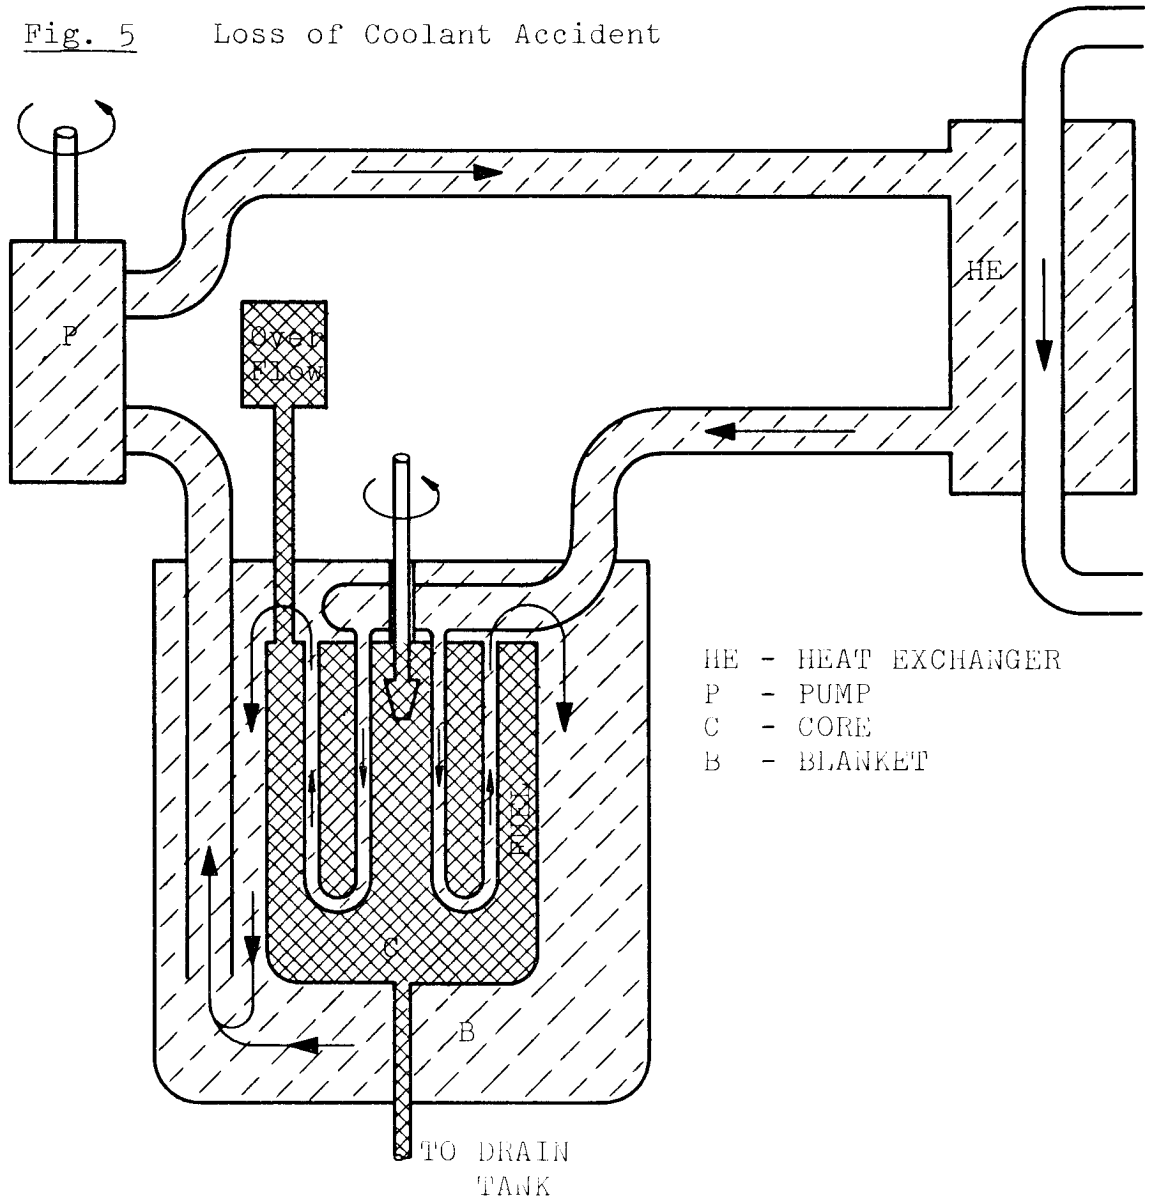 Fig. 5 Loss of Coolant Accident
HE
P
Over
Flow
HE - HEAT EXCHANGER
P - PUMP
C - CORE
B - BLANKET
FUEL
C
B
TO DRAIN
TANK